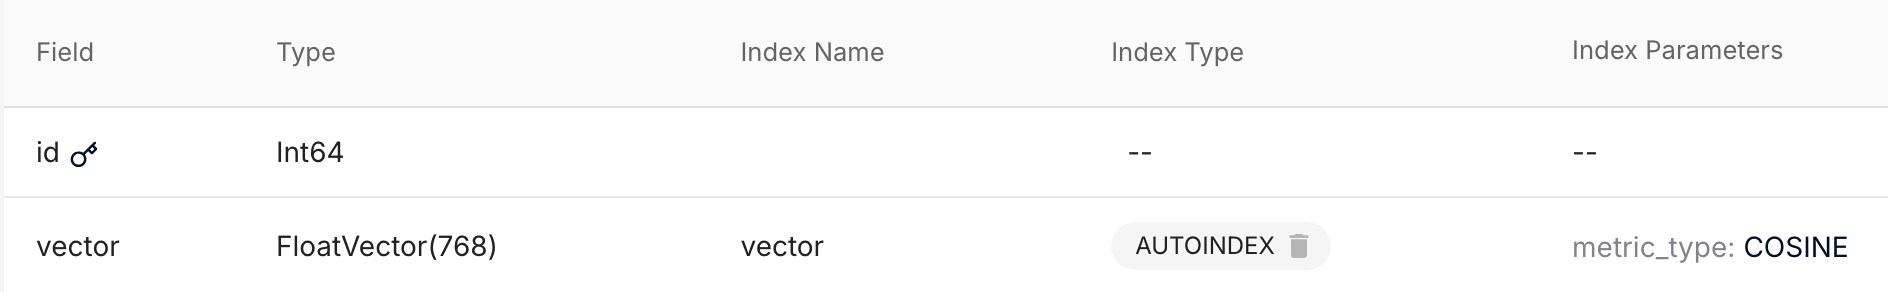 Field Type Index Name Index Type Index Parameters
id Int64 -- --
vector FloatVector(768) vector AUTOINDEX metric_type: COSINE